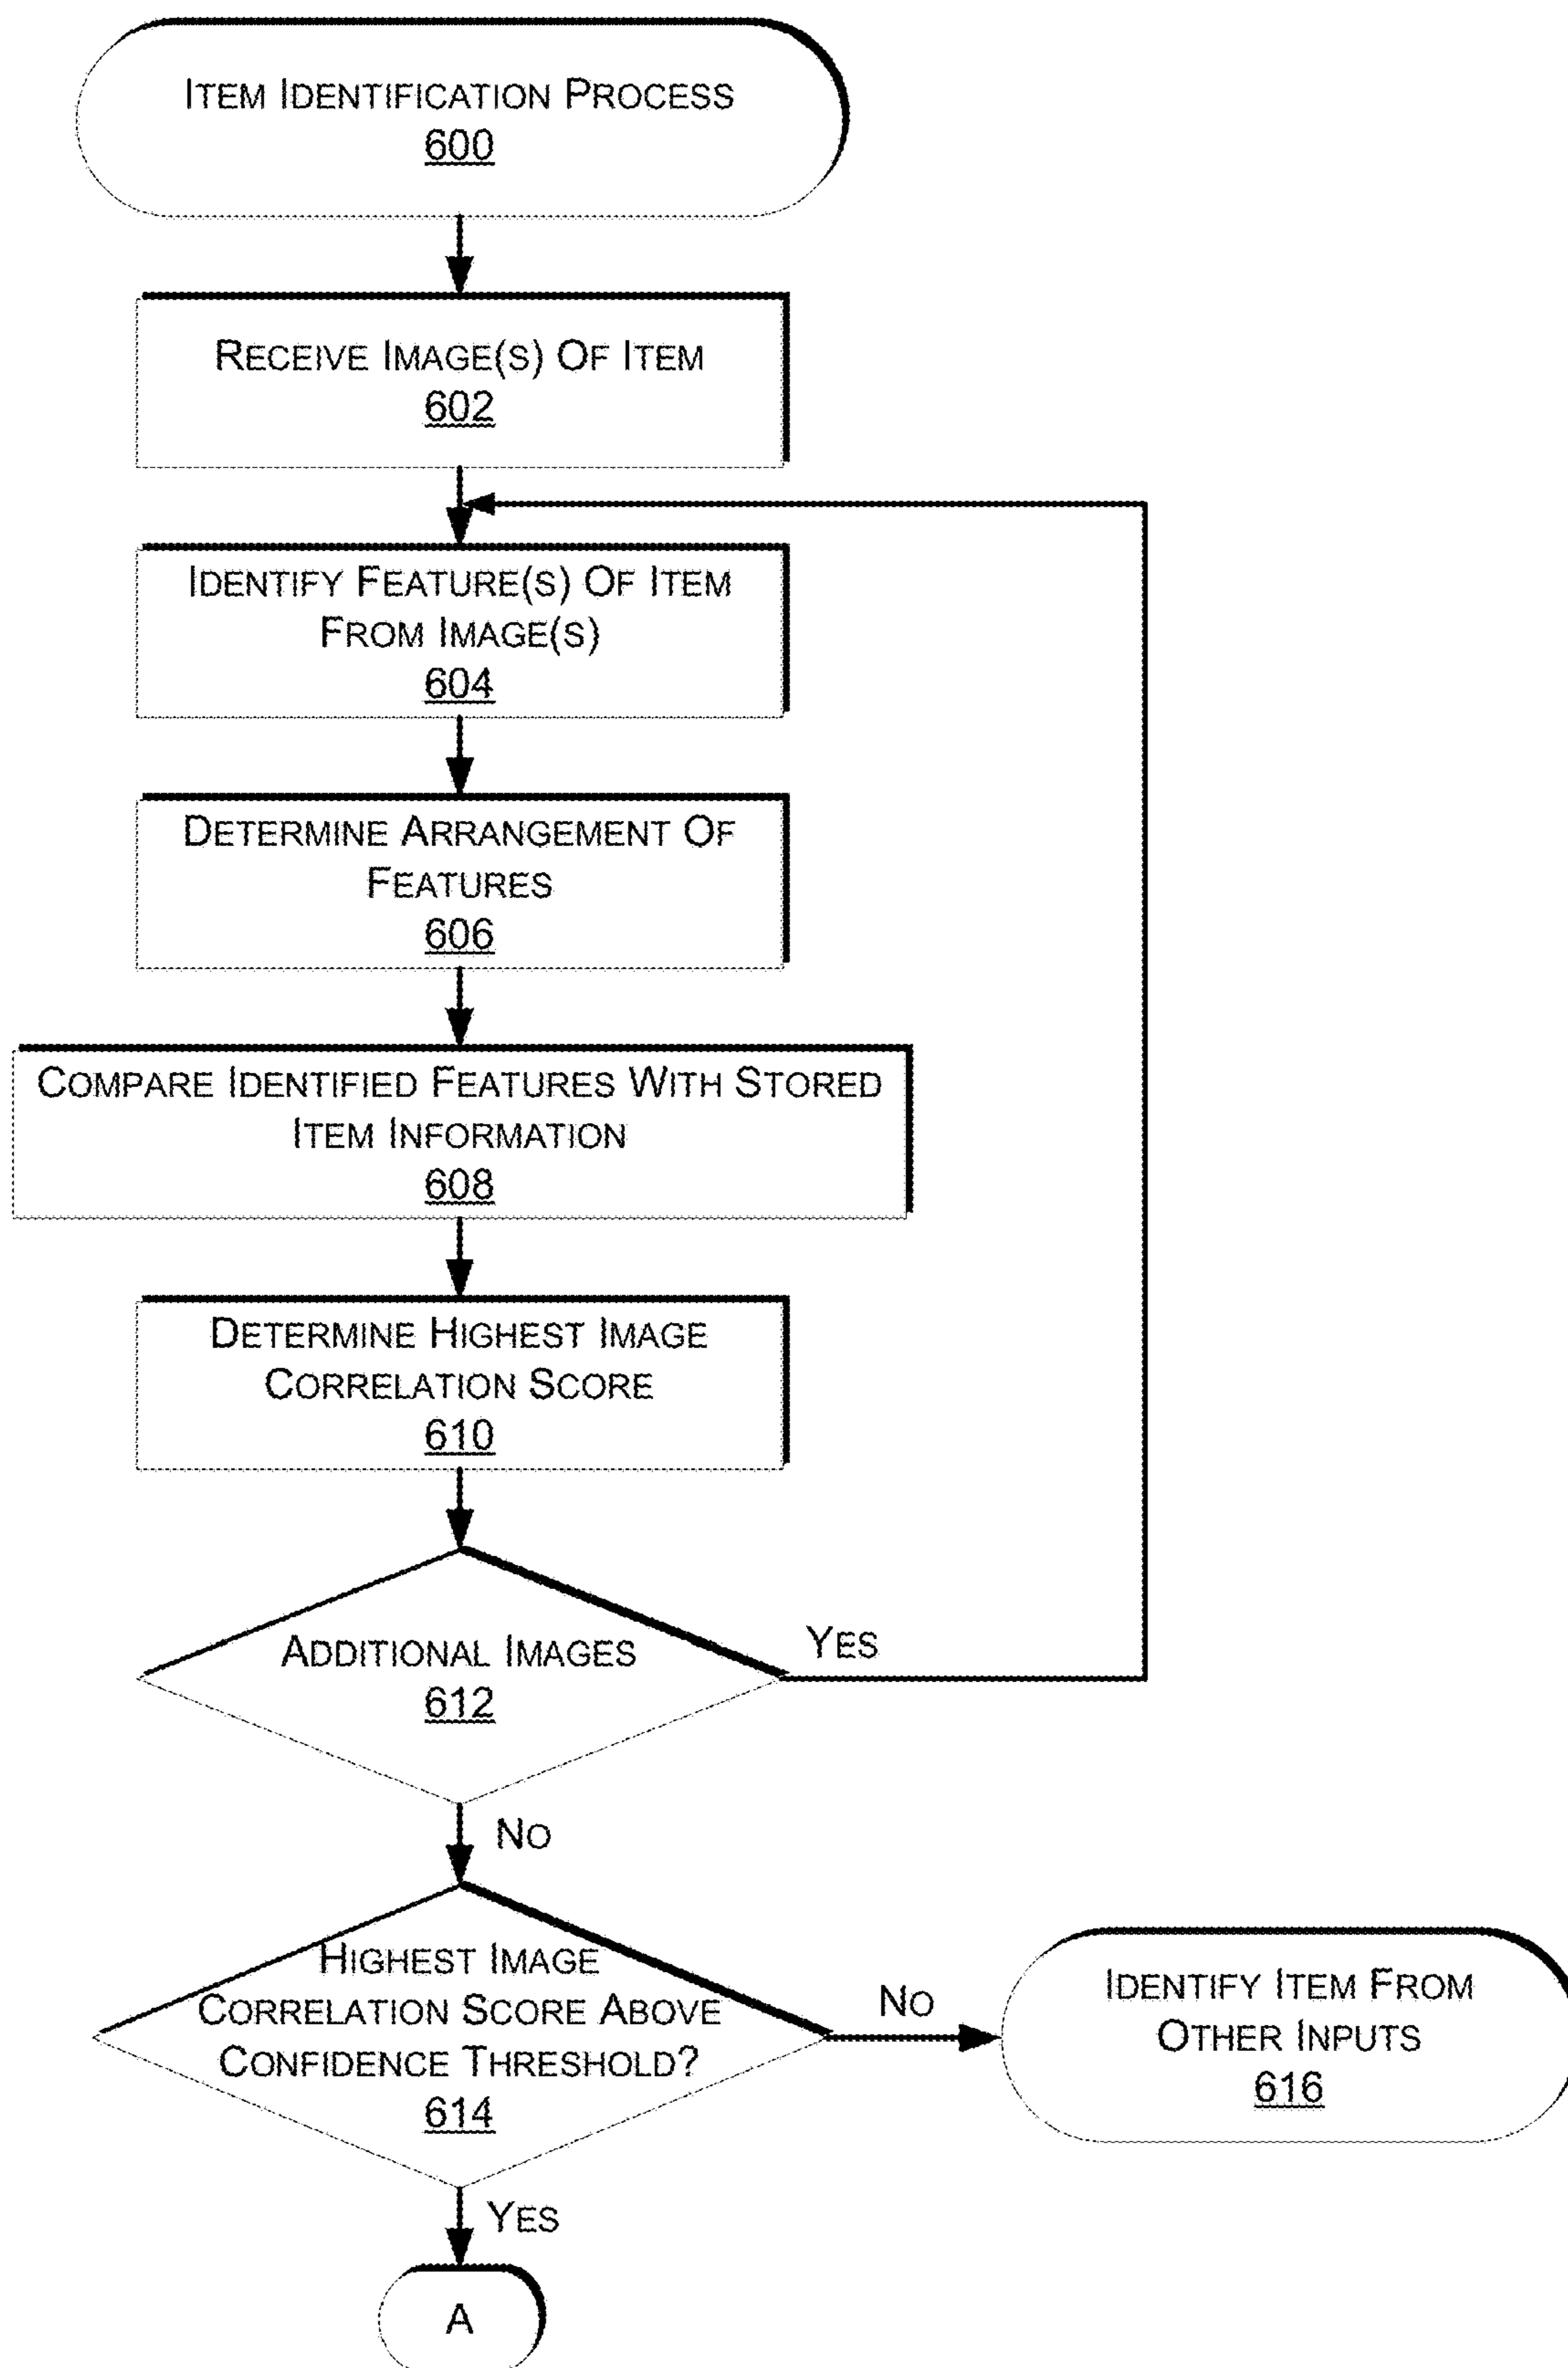 ITEM IDENTIFICATION PROCESS
600
RECEIVE IMAGE(S) OF ITEM
602
IDENTIFY FEATURE(S) OF ITEM
FROM IMAGE(S)
604
DETERMINE ARRANGEMENT OF
FEATURES
606
COMPARE IDENTIFIED FEATURES WITH STORED
ITEM INFORMATION
608
DETERMINE HIGHEST IMAGE
CORRELATION SCORE
610
ADDITIONAL IMAGES
612
YES
NO
HIGHEST IMAGE
CORRELATION SCORE ABOVE
CONFIDENCE THRESHOLD?
614
NO
IDENTIFY ITEM FROM
OTHER INPUTS
616
YES
A